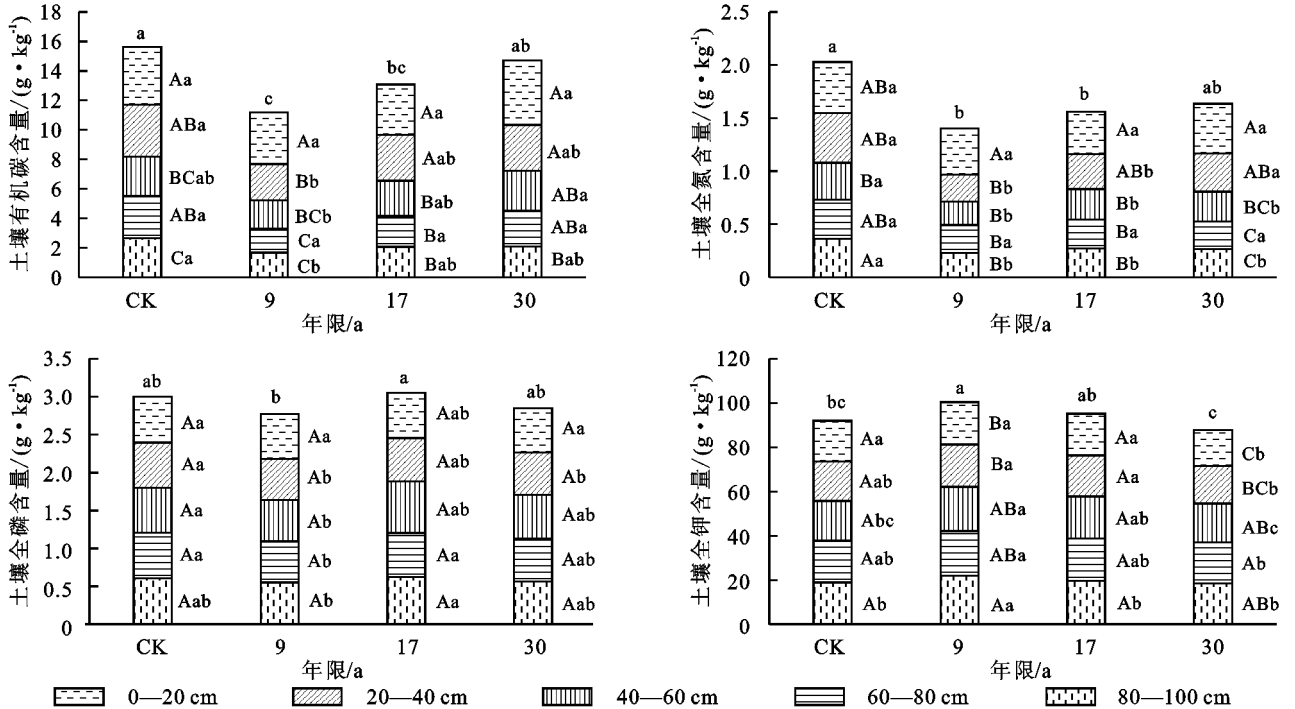 土壤有机碳含量/(g·kg⁻¹)
18
16
14
12
10
8
6
4
2
0
a
Aa
ABa
BCab
ABa
Ca
c
Aa
Bb
BCb
Ca
Cb
bc
Aa
Aab
Bab
Ba
Bab
ab
Aa
Aab
ABa
ABa
Bab
CK
9
17
30
年限/a
土壤全氮含量/(g·kg⁻¹)
2.5
2.0
1.5
1.0
0.5
0
a
ABa
ABa
Ba
ABa
Aa
b
Aa
Bb
Bb
Ba
Bb
b
Aa
ABb
Bb
Ba
Bb
ab
Aa
ABa
BCb
Ca
Cb
CK
9
17
30
年限/a
土壤全磷含量/(g·kg⁻¹)
3.5
3.0
2.5
2.0
1.5
1.0
0.5
0
ab
Aa
Aa
Aa
Aa
Aab
b
Aa
Ab
Ab
Ab
Ab
a
Aab
Aab
Aab
Aa
Aa
ab
Aa
Ab
Aab
Aab
Aab
CK
9
17
30
年限/a
土壤全钾含量/(g·kg⁻¹)
120
100
80
60
40
20
0
bc
Aa
Aab
Abc
Aab
Ab
a
Ba
Ba
ABa
ABa
Aa
ab
Aa
Aa
Aab
Aab
Ab
c
Cb
BCb
ABc
Ab
ABb
CK
9
17
30
年限/a
0—20 cm
20—40 cm
40—60 cm
60—80 cm
80—100 cm